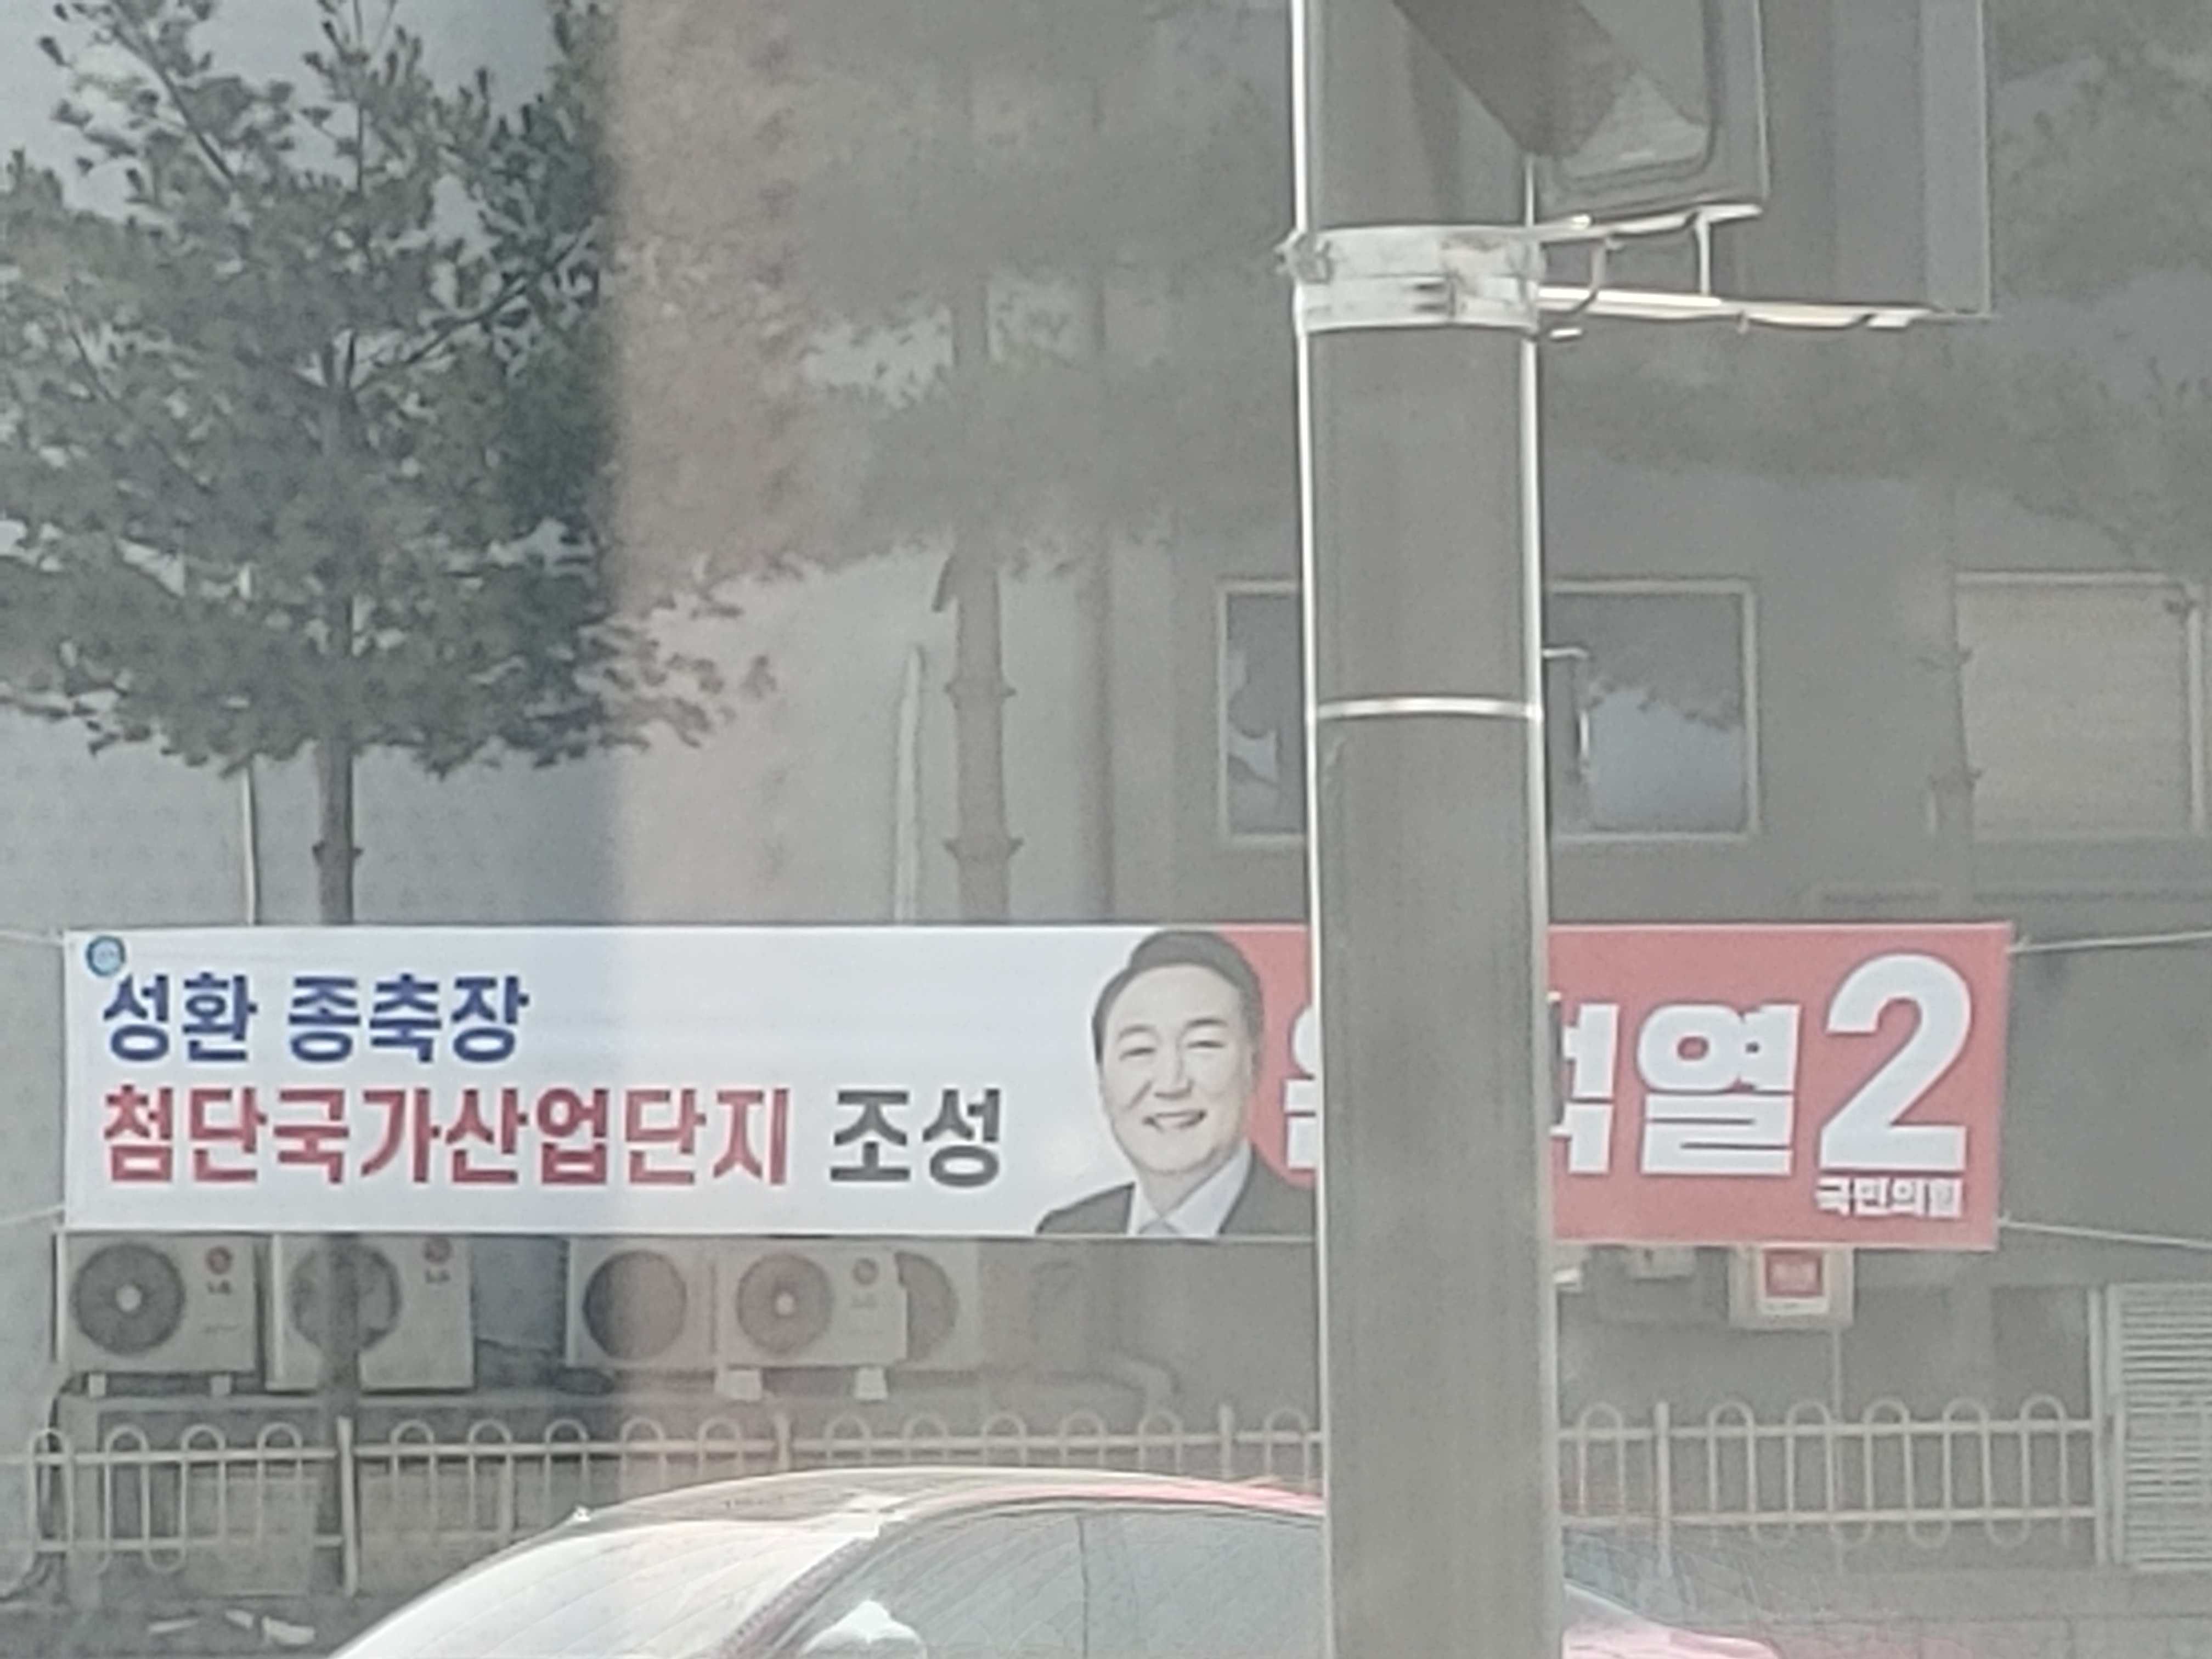 성환 종축장
첨단국가산업단지 조성
열2
국민의힘